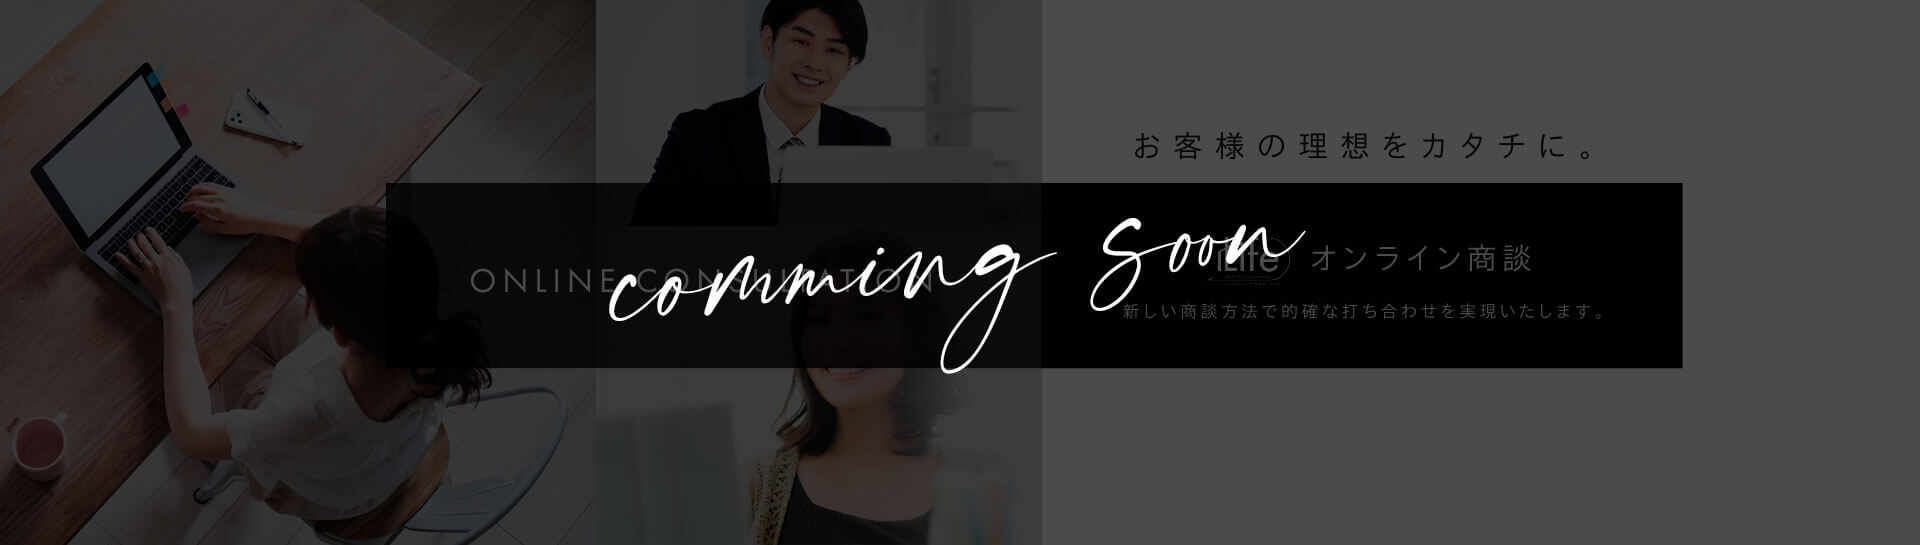 お客様の理想をカタチに。
ONLINE CONSULTATION
comming soon
iLife オンライン商談
新しい商談方法で的確な打ち合わせを実現いたします。